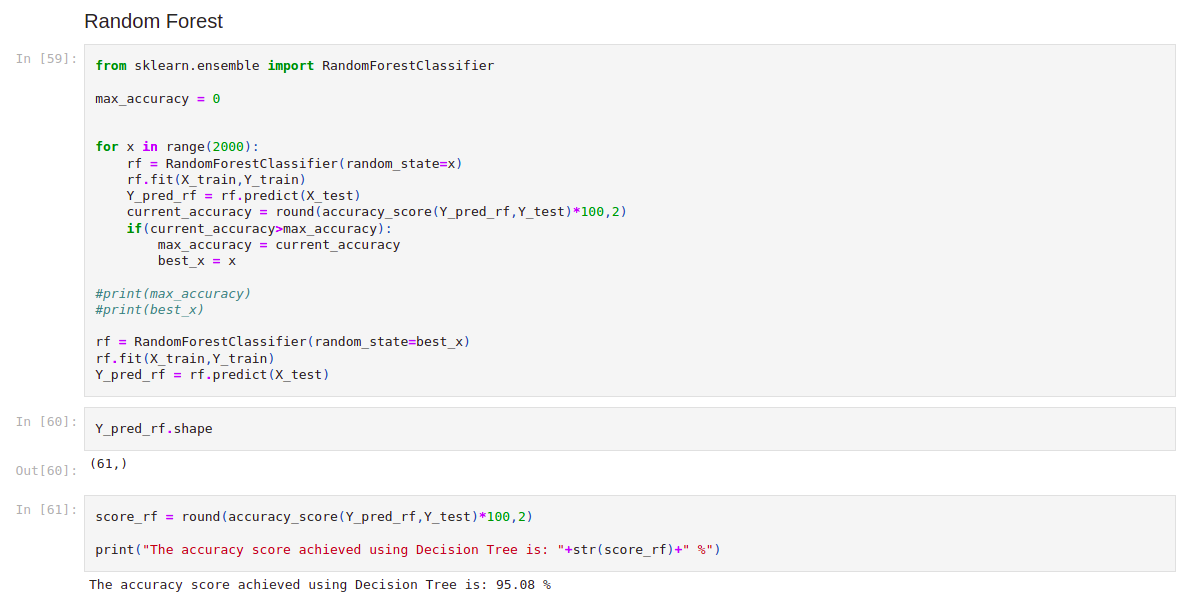 Random Forest
In [59]:
from sklearn.ensemble import RandomForestClassifier
max_accuracy = 0
for x in range(2000):
    rf = RandomForestClassifier(random_state=x)
    rf.fit(X_train,Y_train)
    Y_pred_rf = rf.predict(X_test)
    current_accuracy = round(accuracy_score(Y_pred_rf,Y_test)*100,2)
    if(current_accuracy>max_accuracy):
        max_accuracy = current_accuracy
        best_x = x
#print(max_accuracy)
#print(best_x)
rf = RandomForestClassifier(random_state=best_x)
rf.fit(X_train,Y_train)
Y_pred_rf = rf.predict(X_test)
In [60]:
Y_pred_rf.shape
Out[60]:
(61,)
In [61]:
score_rf = round(accuracy_score(Y_pred_rf,Y_test)*100,2)
print("The accuracy score achieved using Decision Tree is: "+str(score_rf)+" %")
The accuracy score achieved using Decision Tree is: 95.08 %